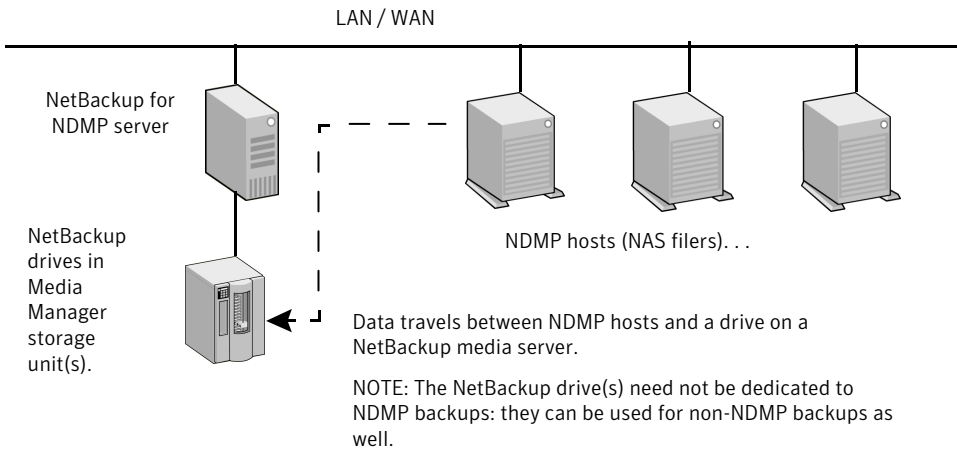 LAN / WAN
NetBackup for
NDMP server
NetBackup
drives in
Media
Manager
storage
unit(s).
NDMP hosts (NAS filers). . .
Data travels between NDMP hosts and a drive on a
NetBackup media server.
NOTE: The NetBackup drive(s) need not be dedicated to
NDMP backups: they can be used for non-NDMP backups as
well.